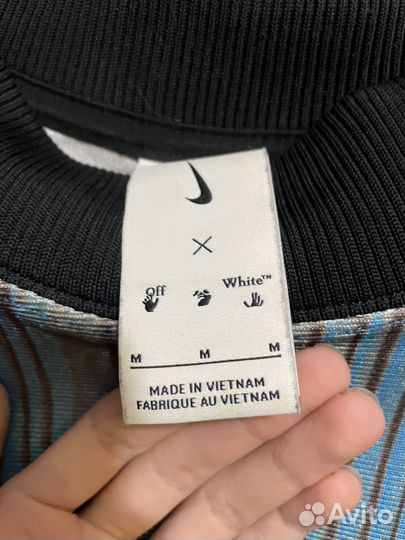 ×
Off White™
M M M
MADE IN VIETNAM
FABRIQUE AU VIETNAM
Avito